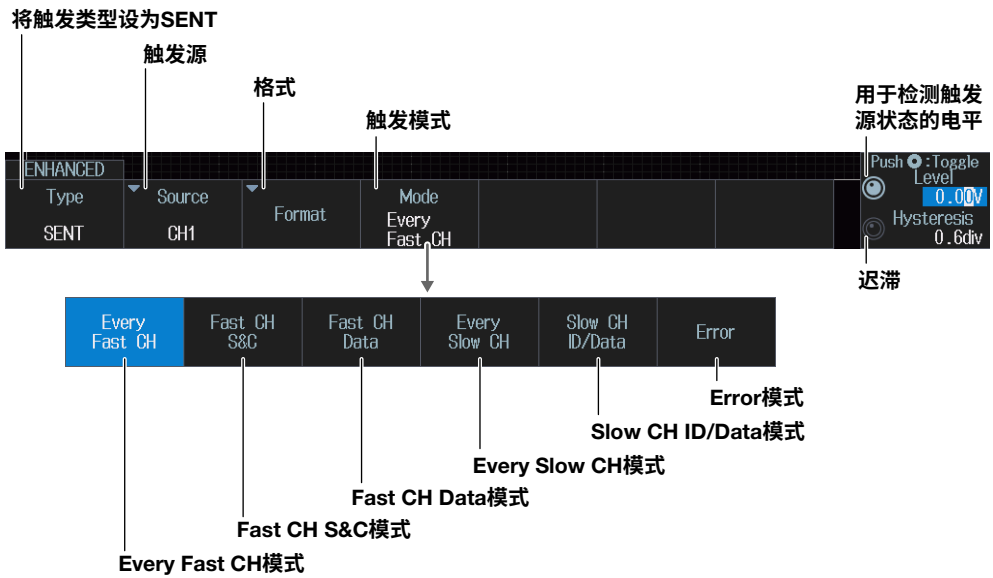 将触发类型设为SENT
触发源
格式
触发模式
用于检测触发
源状态的电平
ENHANCED
Type
SENT
Source
CH1
Format
Mode
Every
Fast CH
Push :Toggle
Level
0.00V
Hysteresis
0.6div
迟滞
Every
Fast CH
Fast CH
S&C
Fast CH
Data
Every
Slow CH
Slow CH
ID/Data
Error
Error模式
Slow CH ID/Data模式
Every Slow CH模式
Fast CH Data模式
Fast CH S&C模式
Every Fast CH模式